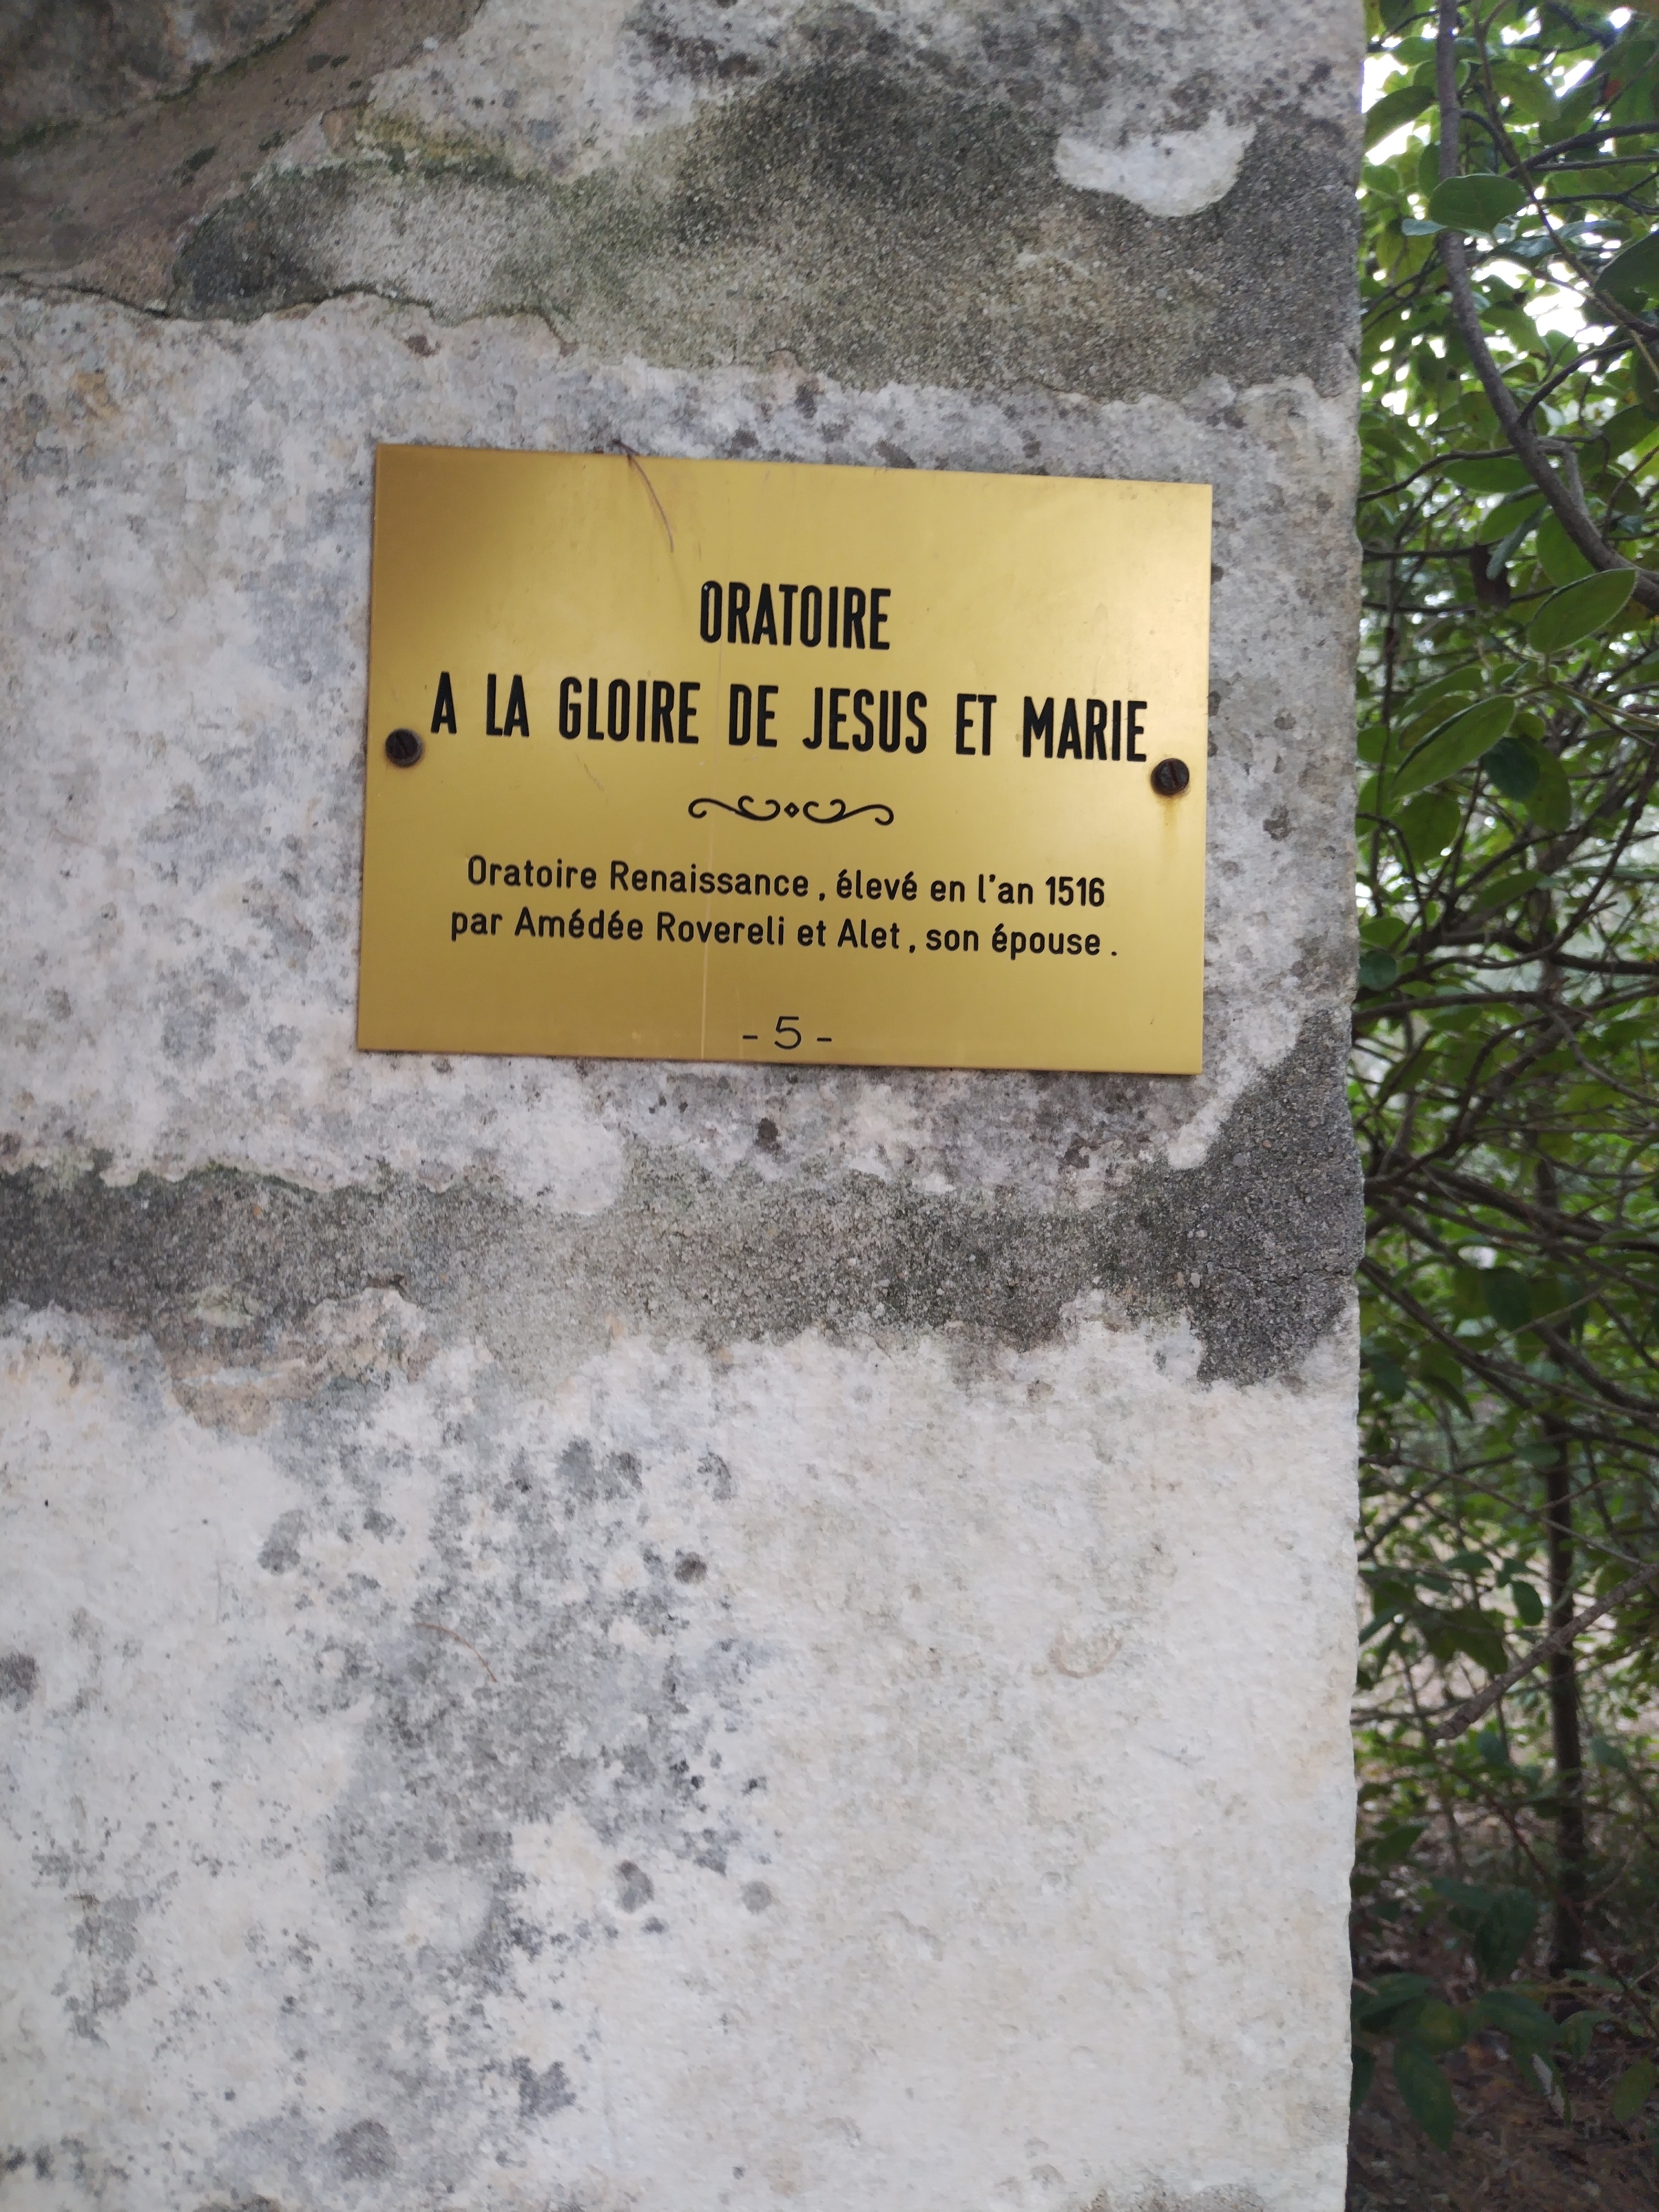 ORATOIRE
A LA GLOIRE DE JESUS ET MARIE
Oratoire Renaissance, élevé en l'an 1516
par Amédée Rovereli et Alet, son épouse.
- 5 -